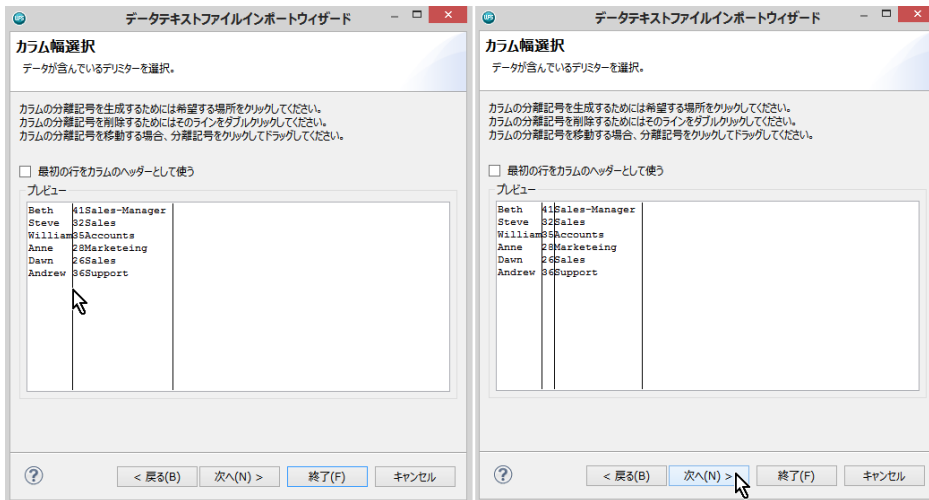 データテキストファイルインポートウィザード
カラム幅選択
データが含んでいるデリミターを選択。
カラムの分離記号を生成するためには希望する場所をクリックしてください。
カラムの分離記号を削除するためにはそのラインをダブルクリックしてください。
カラムの分離記号を移動する場合、分離記号をクリックしてドラッグしてください。
最初の行をカラムのヘッダーとして使う
プレビュー
Beth 41Sales-Manager
Steve 32Sales
William35Accounts
Anne 28Marketeing
Dawn 26Sales
Andrew 36Support
< 戻る(B) 次へ(N) > 終了(F) キャンセル
データテキストファイルインポートウィザード
カラム幅選択
データが含んでいるデリミターを選択。
カラムの分離記号を生成するためには希望する場所をクリックしてください。
カラムの分離記号を削除するためにはそのラインをダブルクリックしてください。
カラムの分離記号を移動する場合、分離記号をクリックしてドラッグしてください。
最初の行をカラムのヘッダーとして使う
プレビュー
Beth 41Sales-Manager
Steve 32Sales
William35Accounts
Anne 28Marketeing
Dawn 26Sales
Andrew 36Support
< 戻る(B) 次へ(N) > 終了(F) キャンセル